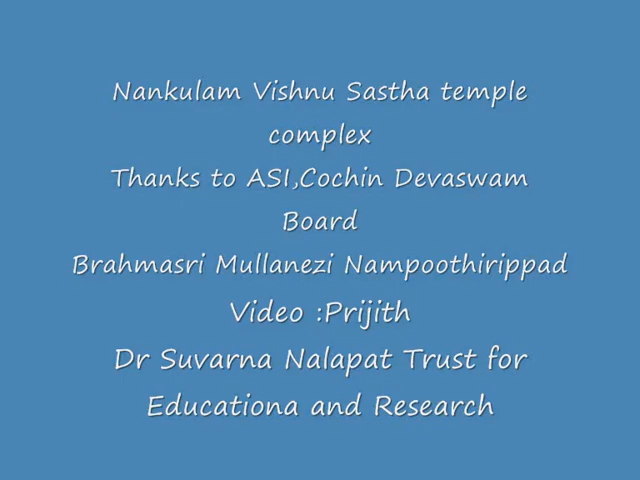 Nankulam Vishnu Sastha temple
complex
Thanks to ASI,Cochin Devaswam
Board
Brahmasri Mullanezi Nampoothirippad
Video :Prijith
Dr Suvarna Nalapat Trust for
Educationa and Research